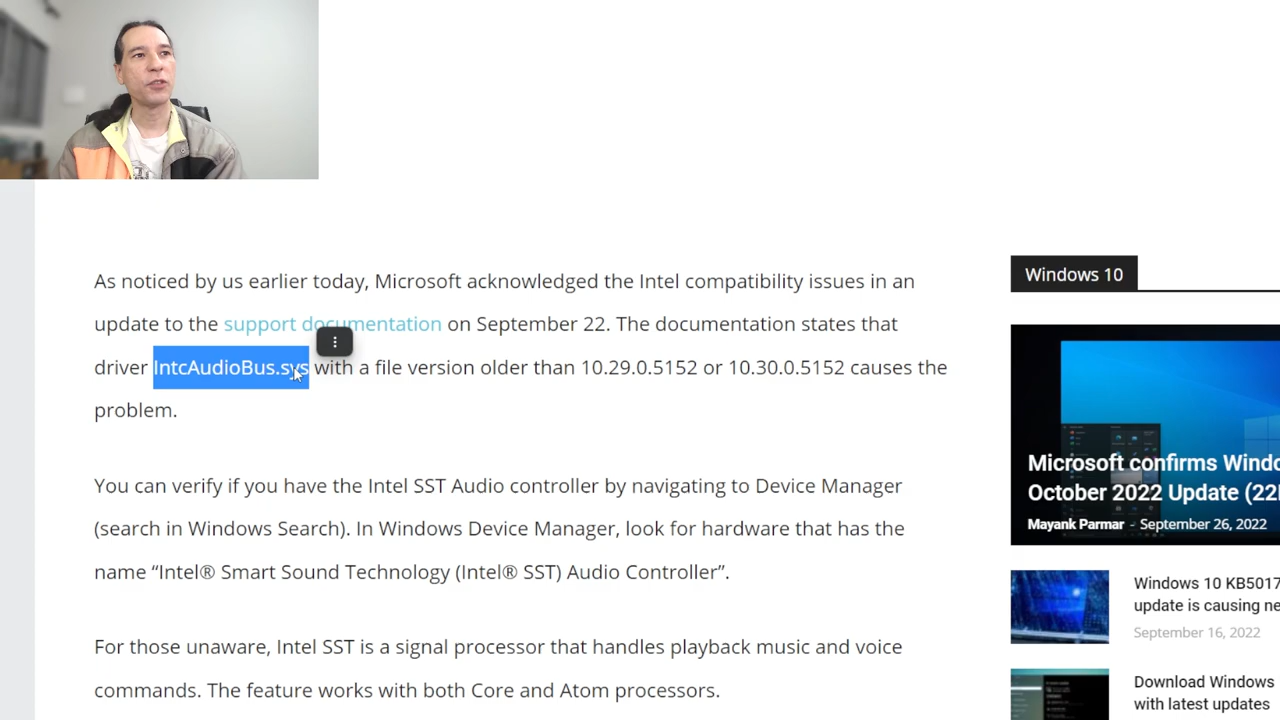 As noticed by us earlier today, Microsoft acknowledged the Intel compatibility issues in an
update to the support documentation on September 22. The documentation states that
driver IntcAudioBus.sys with a file version older than 10.29.0.5152 or 10.30.0.5152 causes the
problem.
You can verify if you have the Intel SST Audio controller by navigating to Device Manager
(search in Windows Search). In Windows Device Manager, look for hardware that has the
name “Intel® Smart Sound Technology (Intel® SST) Audio Controller”.
For those unaware, Intel SST is a signal processor that handles playback music and voice
commands. The feature works with both Core and Atom processors.
Windows 10
Microsoft confirms Windo
October 2022 Update (22
Mayank Parmar - September 26, 2022
Windows 10 KB5017
update is causing ne
September 16, 2022
Download Windows
with latest updates